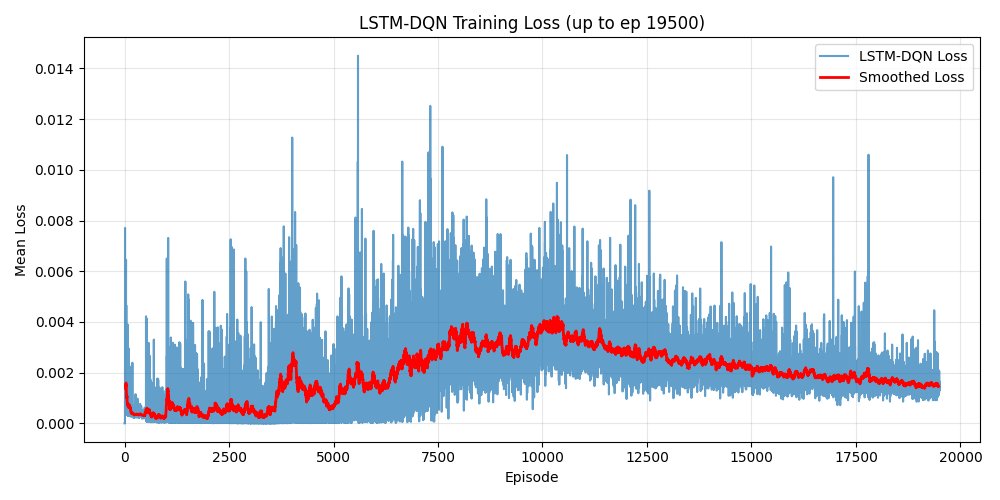 LSTM-DQN Training Loss (up to ep 19500)
LSTM-DQN Loss
Smoothed Loss
Mean Loss
0.014
0.012
0.010
0.008
0.006
0.004
0.002
0.000
0 2500 5000 7500 10000 12500 15000 17500 20000
Episode